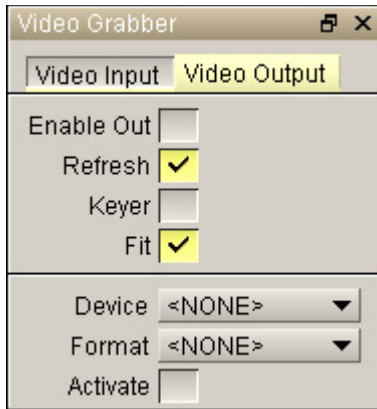 Video Grabber
Video Input Video Output
Enable Out
Refresh
Keyer
Fit
Device <NONE>
Format <NONE>
Activate